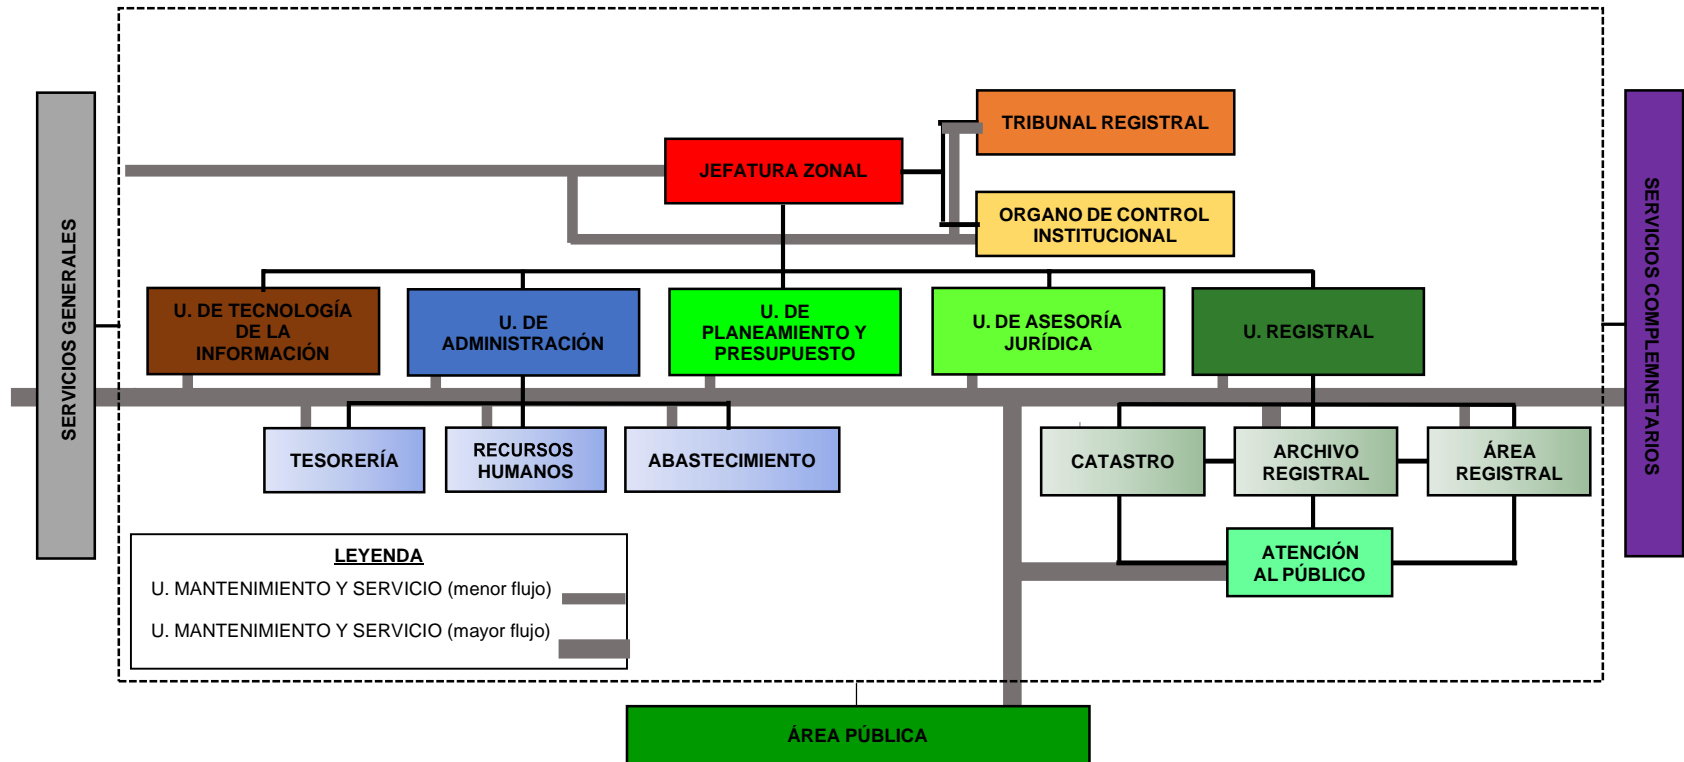 TRIBUNAL REGISTRAL
JEFATURA ZONAL
ORGANO DE CONTROL
INSTITUCIONAL
SERVICIOS GENERALES
SERVICIOS COMPLEMNETARIOS
U. DE TECNOLOGÍA
DE LA
INFORMACIÓN
U. DE
ADMINISTRACIÓN
U. DE
PLANEAMIENTO Y
PRESUPUESTO
U. DE ASESORÍA
JURÍDICA
U. REGISTRAL
TESORERÍA
RECURSOS
HUMANOS
ABASTECIMIENTO
CATASTRO
ARCHIVO
REGISTRAL
ÁREA
REGISTRAL
ATENCIÓN
AL PÚBLICO
LEYENDA
U. MANTENIMIENTO Y SERVICIO (menor flujo)
U. MANTENIMIENTO Y SERVICIO (mayor flujo)
ÁREA PÚBLICA